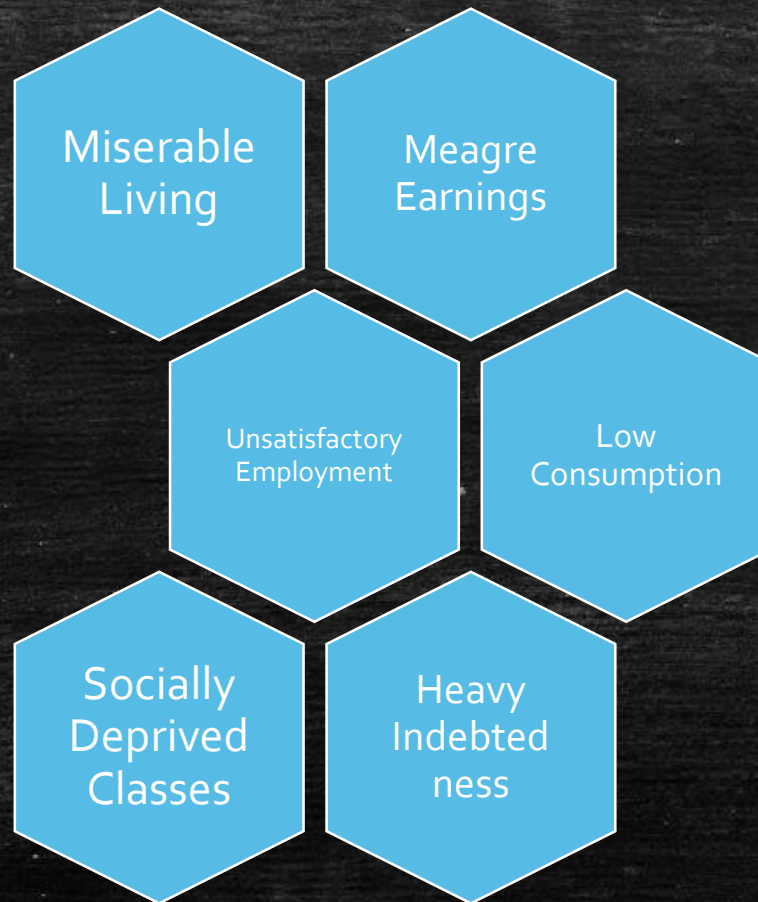 Miserable
Living
Meagre
Earnings
Unsatisfactory
Employment
Low
Consumption
Socially
Deprived
Classes
Heavy
Indebted
ness